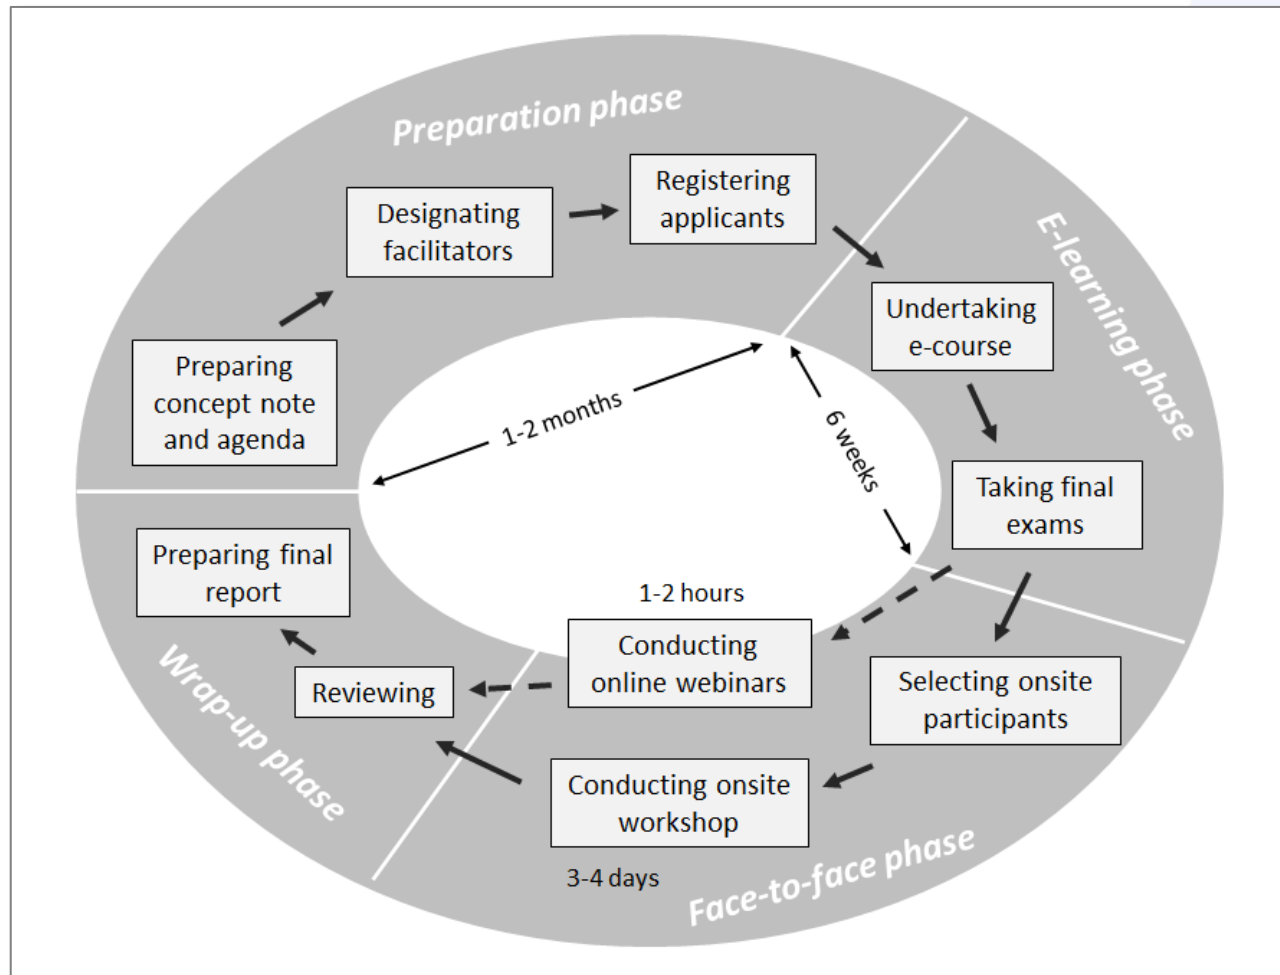 Preparation phase
Designating
facilitators
Registering
applicants
E-learning phase
Undertaking
e-course
Preparing
concept note
and agenda
1-2 months
6 weeks
Taking final
exams
Preparing final
report
1-2 hours
Conducting
online webinars
Selecting onsite
participants
Reviewing
Wrap-up phase
Conducting onsite
workshop
3-4 days
Face-to-face phase